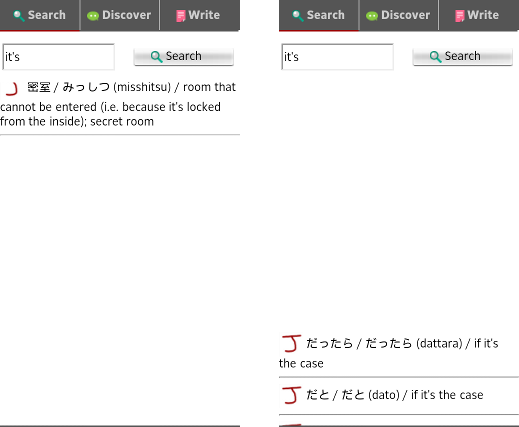 Search Discover Write
it's Search
密室 / みっしつ (misshitsu) / room that
cannot be entered (i.e. because it's locked
from the inside); secret room
Search Discover Write
it's Search
だったら / だったら (dattara) / if it's
the case
だと / だと (dato) / if it's the case